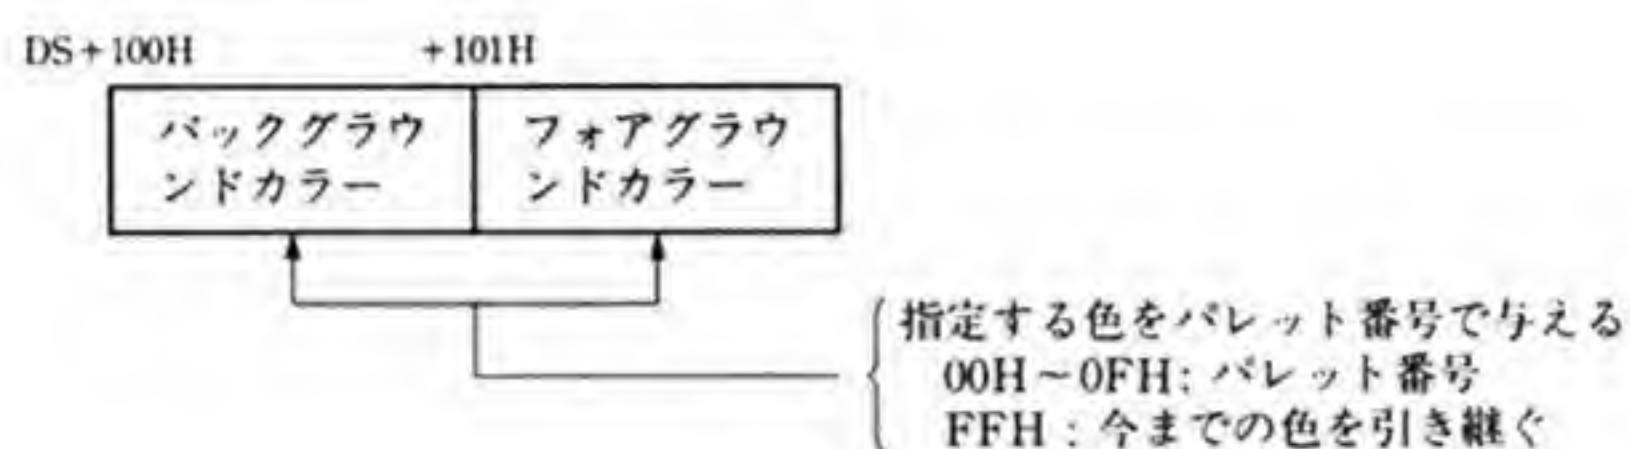 DS+100H +101H
バックグラウ フォアグラウ
ンドカラー ンドカラー
指定する色をパレット番号で与える
00H~0FH: パレット番号
FFH : 今までの色を引き継ぐ